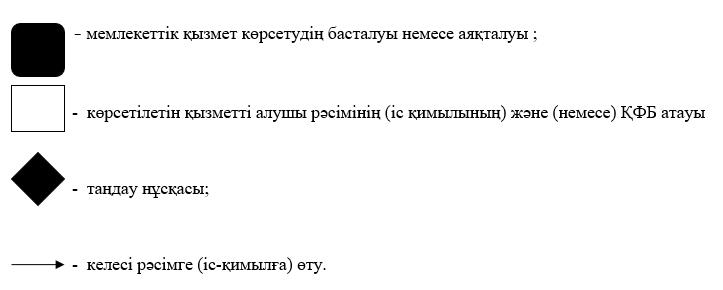 - мемлекеттік қызмет көрсетудің басталуы немесе аяқталуы ;
- көрсетілетін қызметті алушы рәсімінің (іс қимылының) және (немесе) ҚФБ атауы
- таңдау нұсқасы;
- келесі рәсімге (іс-қимылға) өту.